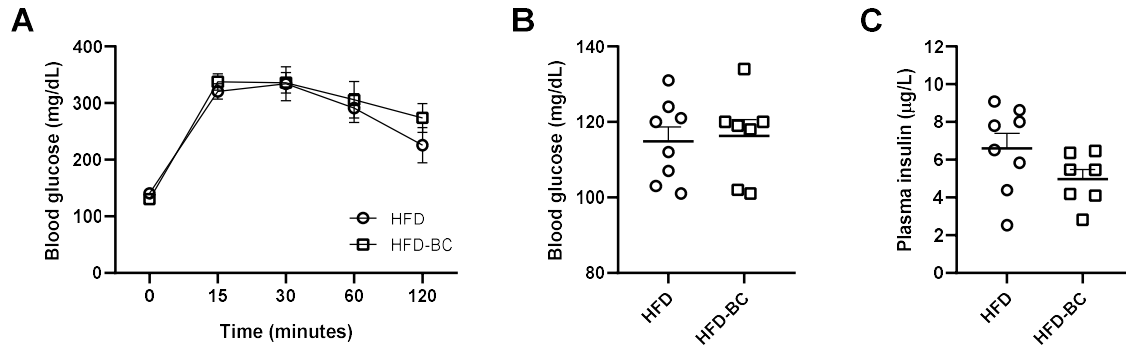 A
Blood glucose (mg/dL)
400
300
200
100
0
0 15 30 60 120
Time (minutes)
HFD
HFD-BC
B
Blood glucose (mg/dL)
140
120
100
80
HFD
HFD-BC
C
Plasma insulin (µg/L)
12
10
8
6
4
2
0
HFD
HFD-BC